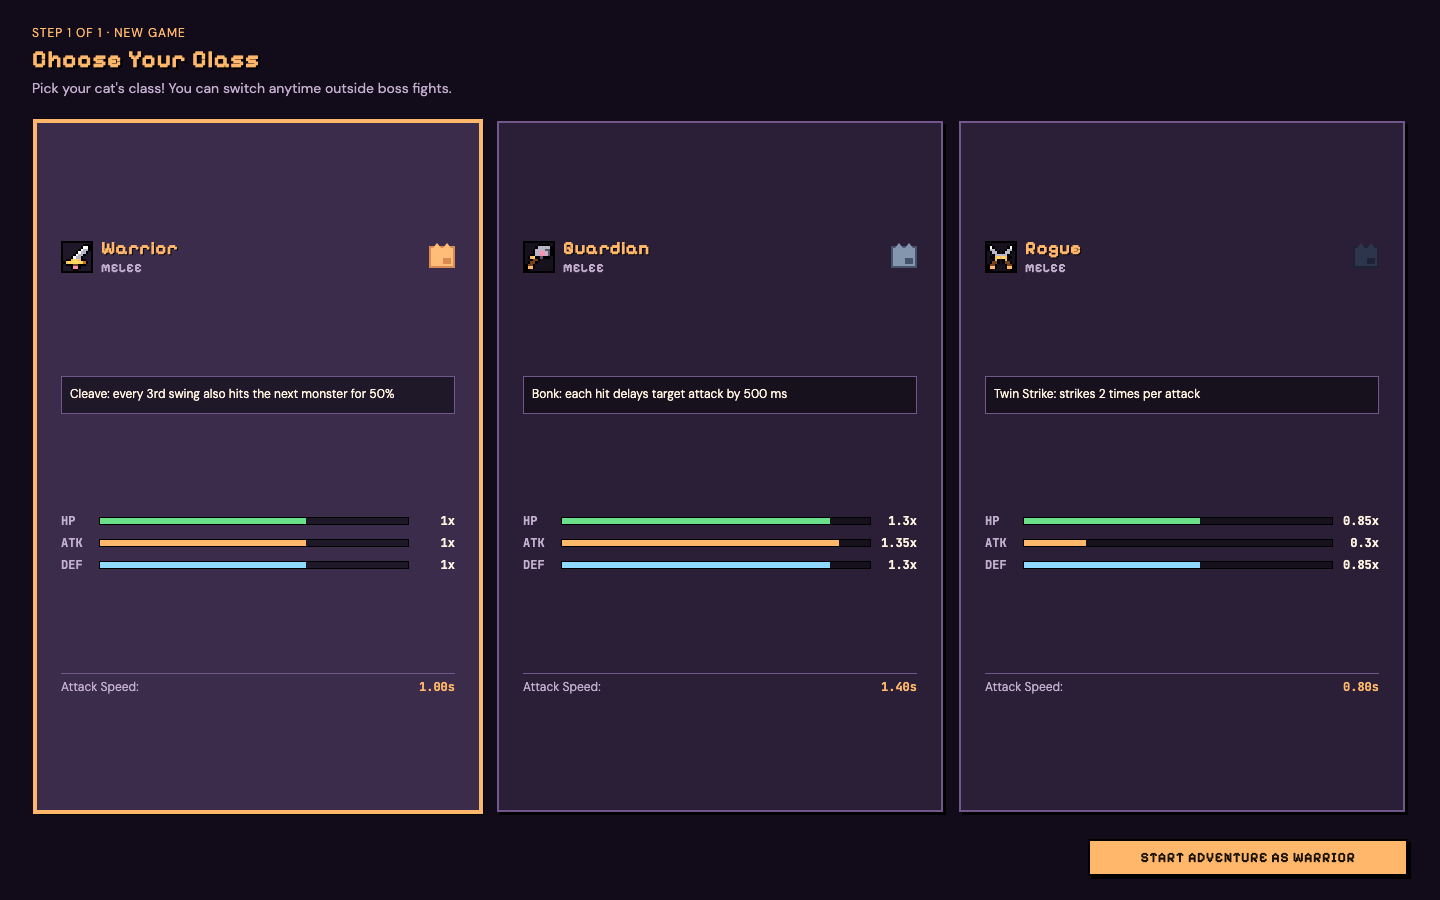 STEP 1 OF 1 · NEW GAME
Choose Your Class
Pick your cat's class! You can switch anytime outside boss fights.
Warrior
MELEE
Cleave: every 3rd swing also hits the next monster for 50%
HP 1x
ATK 1x
DEF 1x
Attack Speed: 1.00s
Guardian
MELEE
Bonk: each hit delays target attack by 500 ms
HP 1.3x
ATK 1.35x
DEF 1.3x
Attack Speed: 1.40s
Rogue
MELEE
Twin Strike: strikes 2 times per attack
HP 0.85x
ATK 0.3x
DEF 0.85x
Attack Speed: 0.80s
START ADVENTURE AS WARRIOR